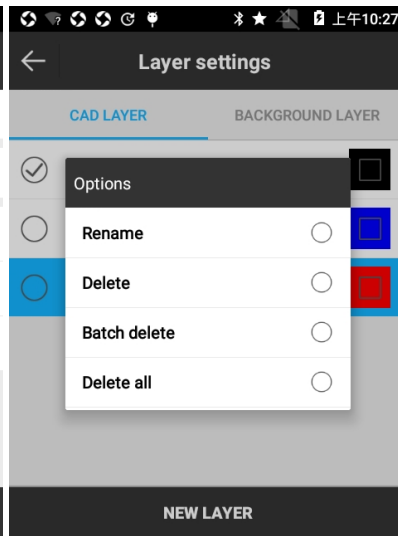 上午10:27
Layer settings
CAD LAYER
BACKGROUND LAYER
Options
Rename
Delete
Batch delete
Delete all
NEW LAYER